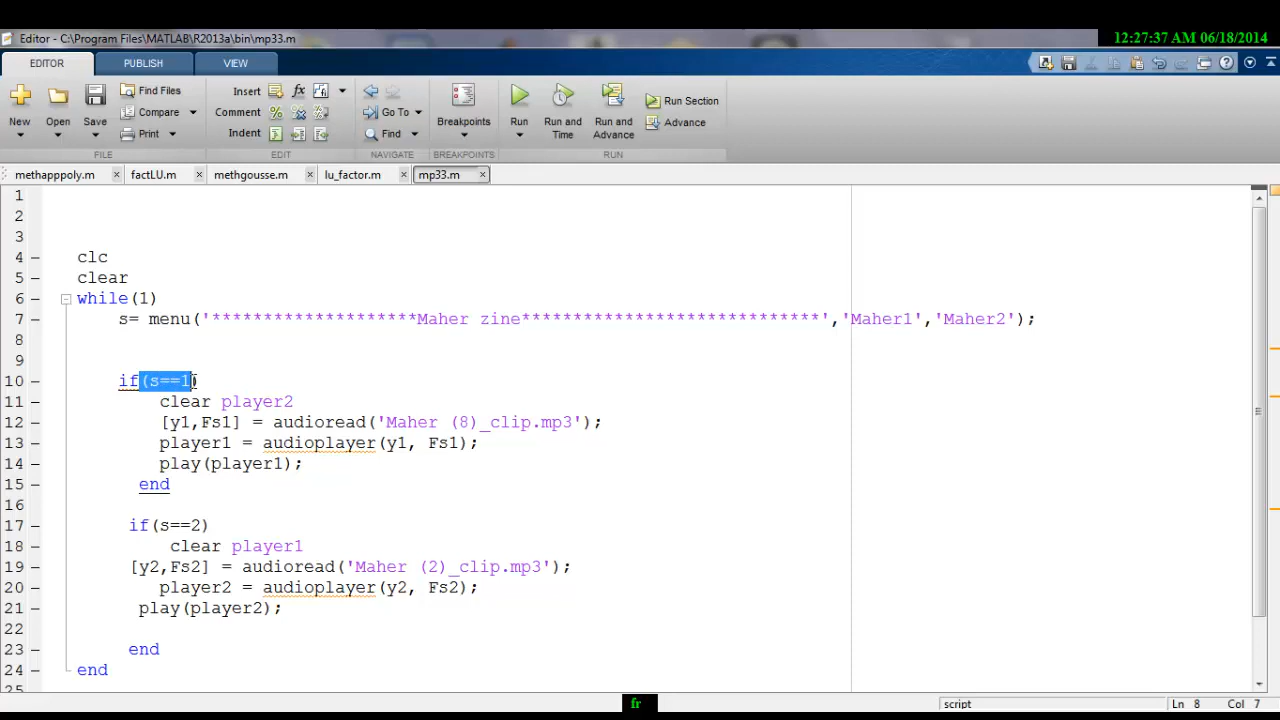 Editor - C:\Program Files\MATLAB\R2013a\bin\mp33.m
12:27:37 AM 06/18/2014
EDITOR PUBLISH VIEW
New Open Save Find Files Compare Print Insert fx Comment Indent Go To Find Breakpoints Run Run and Time Run and Advance Run Section Advance
FILE EDIT NAVIGATE BREAKPOINTS RUN
methapppoly.m factLU.m methgousse.m lu_factor.m mp33.m
1
2
3
4 clc
5 clear
6 while(1)
7 s= menu('********************Maher zine*****************************','Maher1','Maher2');
8
9
10 if(s==1)
11 clear player2
12 [y1,Fs1] = audioread('Maher (8)_clip.mp3');
13 player1 = audioplayer(y1, Fs1);
14 play(player1);
15 end
16
17 if(s==2)
18 clear player1
19 [y2,Fs2] = audioread('Maher (2)_clip.mp3');
20 player2 = audioplayer(y2, Fs2);
21 play(player2);
22
23 end
24 end
25
fr script Ln 8 Col 7